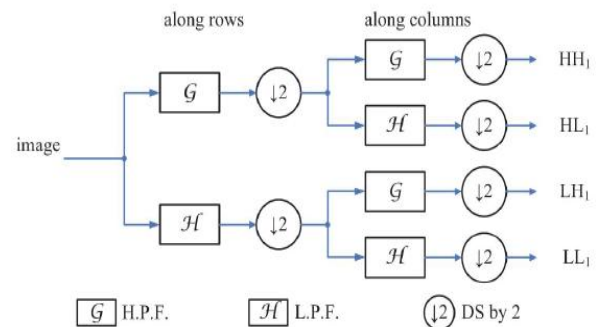 along rows along columns
G ↓2 HH₁
G ↓2
H ↓2 HL₁
image
G ↓2 LH₁
H ↓2
H ↓2 LL₁
G H.P.F. H L.P.F. ↓2 DS by 2